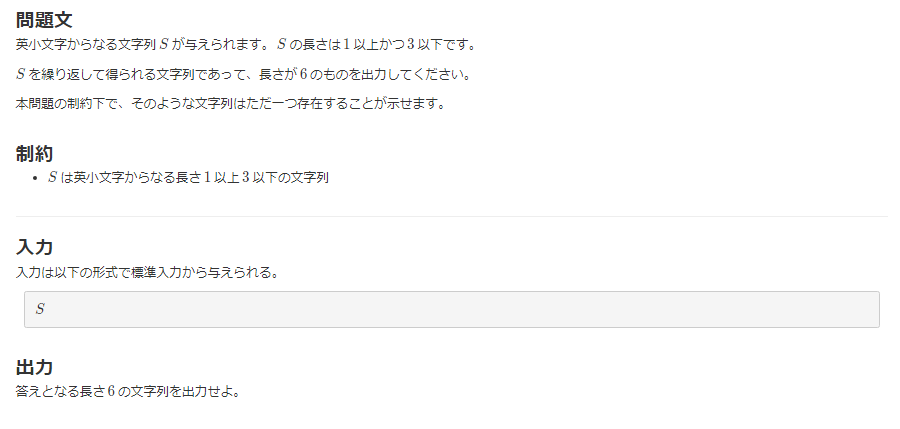 問題文
英小文字からなる文字列 S が与えられます。 S の長さは 1 以上かつ 3 以下です。
S を繰り返して得られる文字列であって、長さが 6 のものを出力してください。
本問題の制約下で、そのような文字列はただ一つ存在することが示せます。
制約
• S は英小文字からなる長さ 1 以上 3 以下の文字列
入力
入力は以下の形式で標準入力から与えられる。
S
出力
答えとなる長さ 6 の文字列を出力せよ。